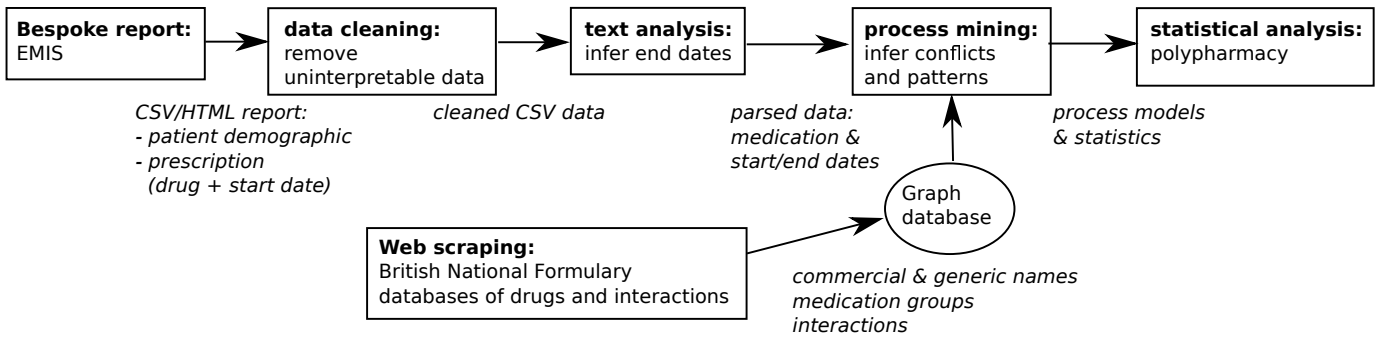 Bespoke report:
EMIS
data cleaning:
remove
uninterpretable data
text analysis:
infer end dates
process mining:
infer conflicts
and patterns
statistical analysis:
polypharmacy
CSV/HTML report:
- patient demographic
- prescription
(drug + start date)
cleaned CSV data
parsed data:
medication &
start/end dates
process models
& statistics
Graph
database
Web scraping:
British National Formulary
databases of drugs and interactions
commercial & generic names
medication groups
interactions